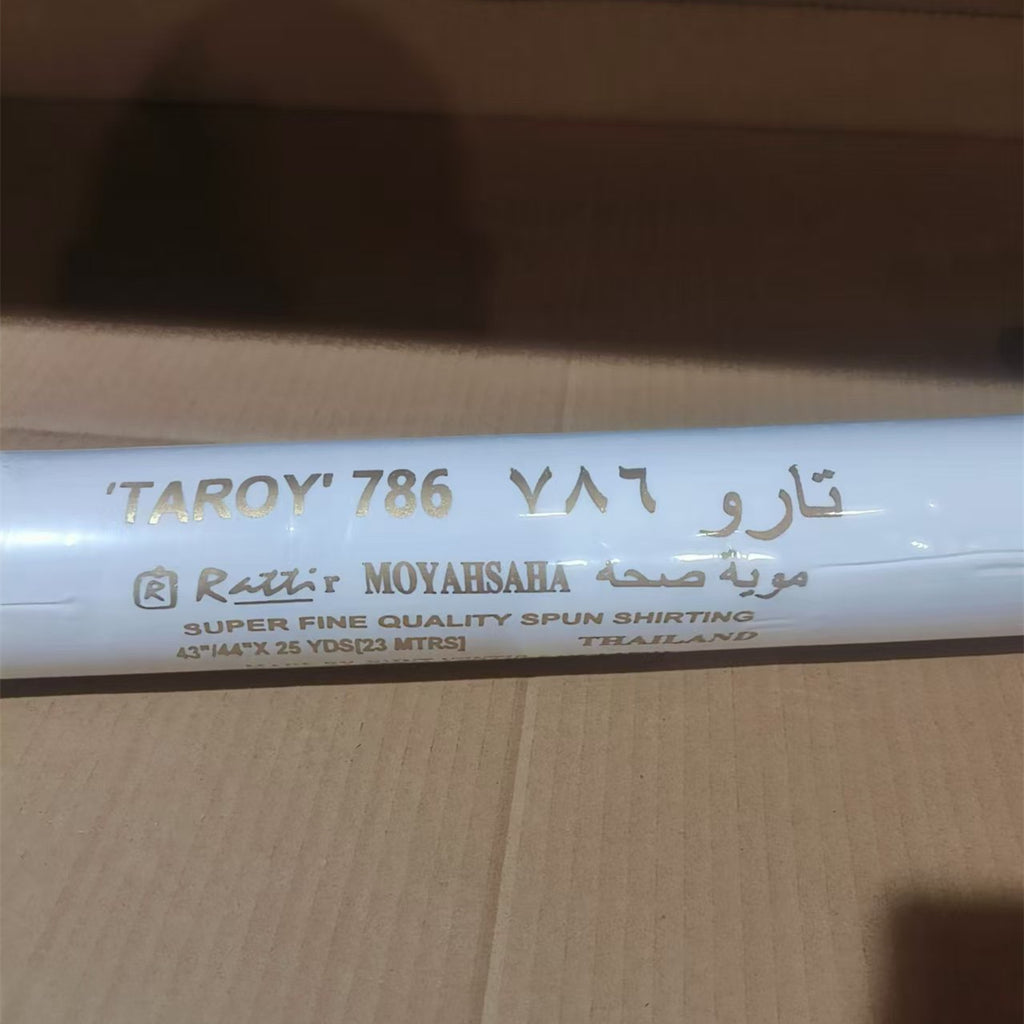 'TAROY' 786 ٧٨٦ تارو
R Rattir MOYAHSAHA موية صحة
SUPER FINE QUALITY SPUN SHIRTING
43"/44"X 25 YDS[23 MTRS] THAILAND